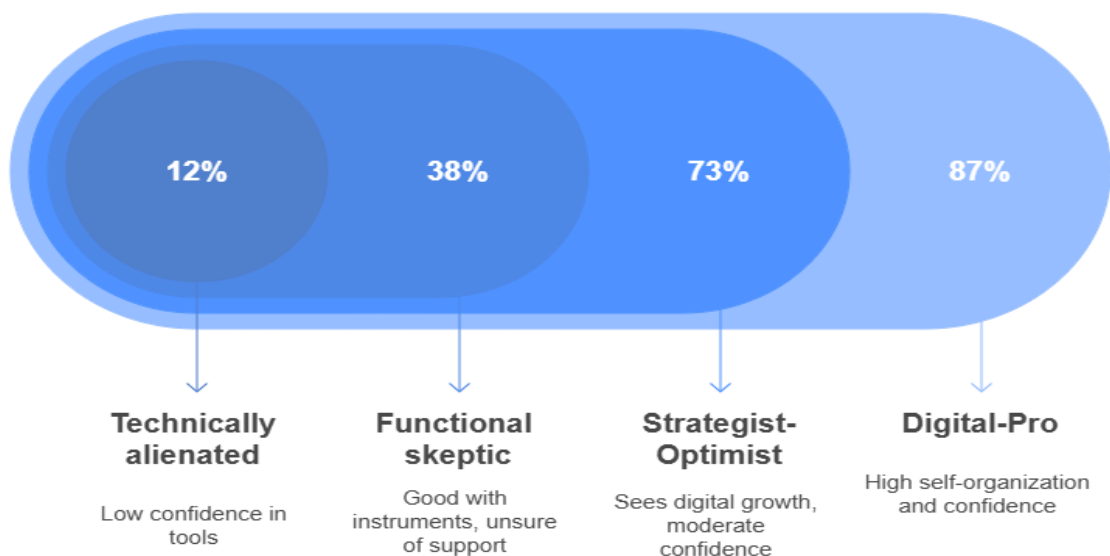 12%
38%
73%
87%
Technically
alienated
Low confidence in
tools
Functional
skeptic
Good with
instruments, unsure
of support
Strategist-
Optimist
Sees digital growth,
moderate
confidence
Digital-Pro
High self-organization
and confidence